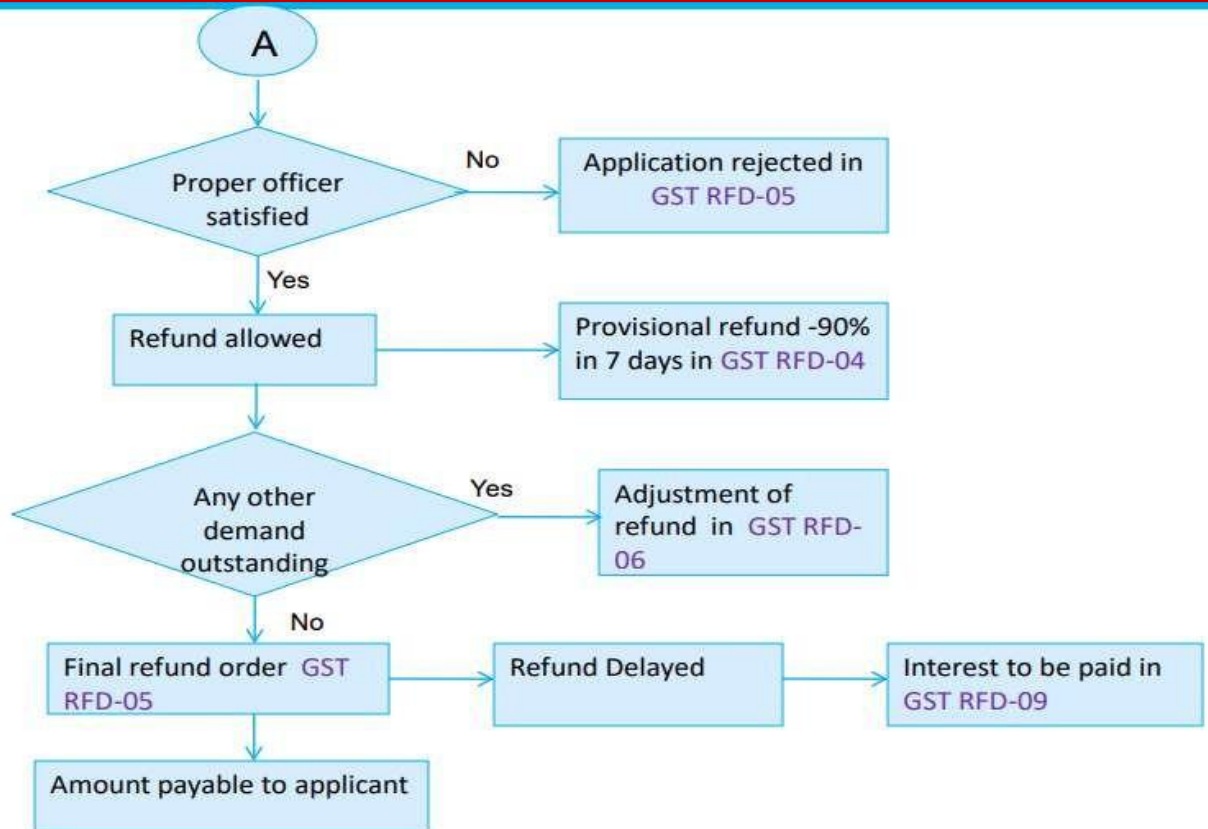 A
Proper officer
satisfied
No
Application rejected in
GST RFD-05
Yes
Refund allowed
Provisional refund -90%
in 7 days in GST RFD-04
Any other
demand
outstanding
Yes
Adjustment of
refund in GST RFD-
06
No
Final refund order GST
RFD-05
Refund Delayed
Interest to be paid in
GST RFD-09
Amount payable to applicant